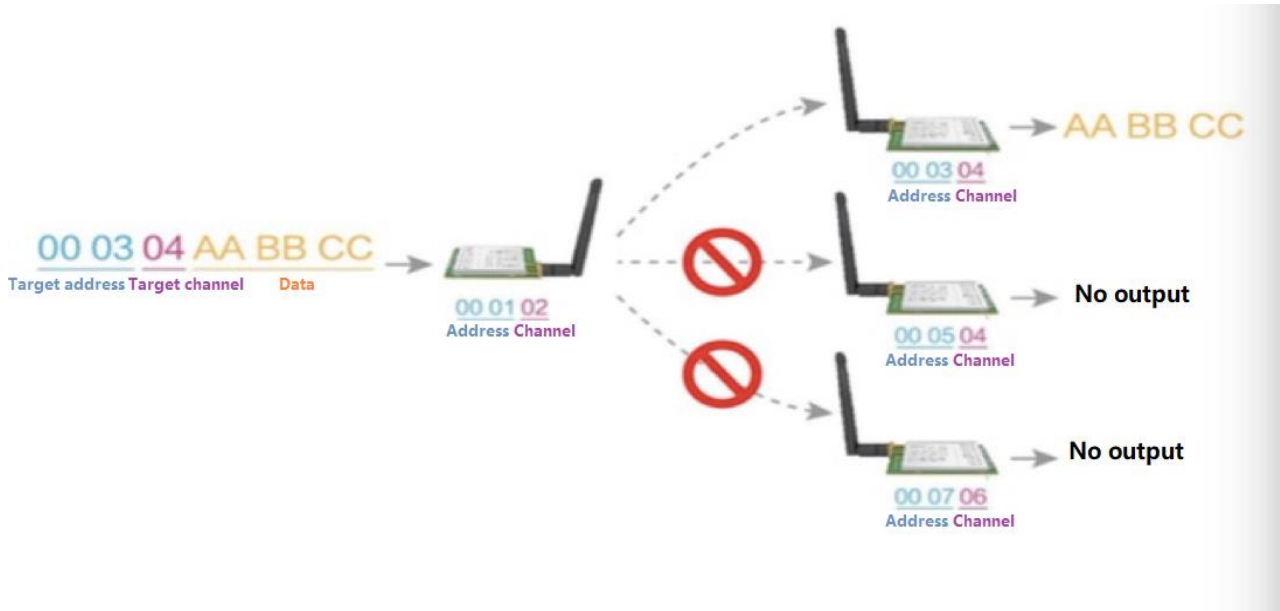 00 03 04 AA BB CC
Target address Target channel Data
00 01 02
Address Channel
00 03 04
Address Channel
AA BB CC
00 05 04
Address Channel
No output
00 07 06
Address Channel
No output